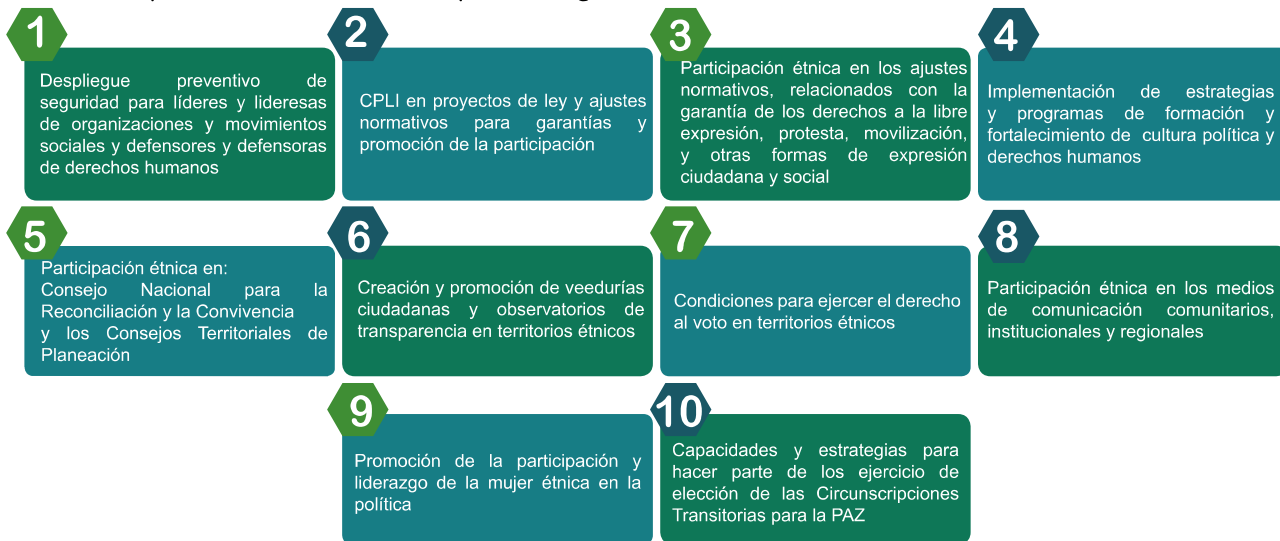 1
Despliegue preventivo de
seguridad para líderes y lideresas
de organizaciones y movimientos
sociales y defensores y defensoras
de derechos humanos
2
CPLI en proyectos de ley y ajustes
normativos para garantías y
promoción de la participación
3
Participación étnica en los ajustes
normativos, relacionados con la
garantía de los derechos a la libre
expresión, protesta, movilización,
y otras formas de expresión
ciudadana y social
4
Implementación de estrategias
y programas de formación y
fortalecimiento de cultura política y
derechos humanos
5
Participación étnica en:
Consejo Nacional para la
Reconciliación y la Convivencia
y los Consejos Territoriales de
Planeación
6
Creación y promoción de veedurías
ciudadanas y observatorios de
transparencia en territorios étnicos
7
Condiciones para ejercer el derecho
al voto en territorios étnicos
8
Participación étnica en los medios
de comunicación comunitarios,
institucionales y regionales
9
Promoción de la participación y
liderazgo de la mujer étnica en la
política
10
Capacidades y estrategias para
hacer parte de los ejercicio de
elección de las Circunscripciones
Transitorias para la PAZ